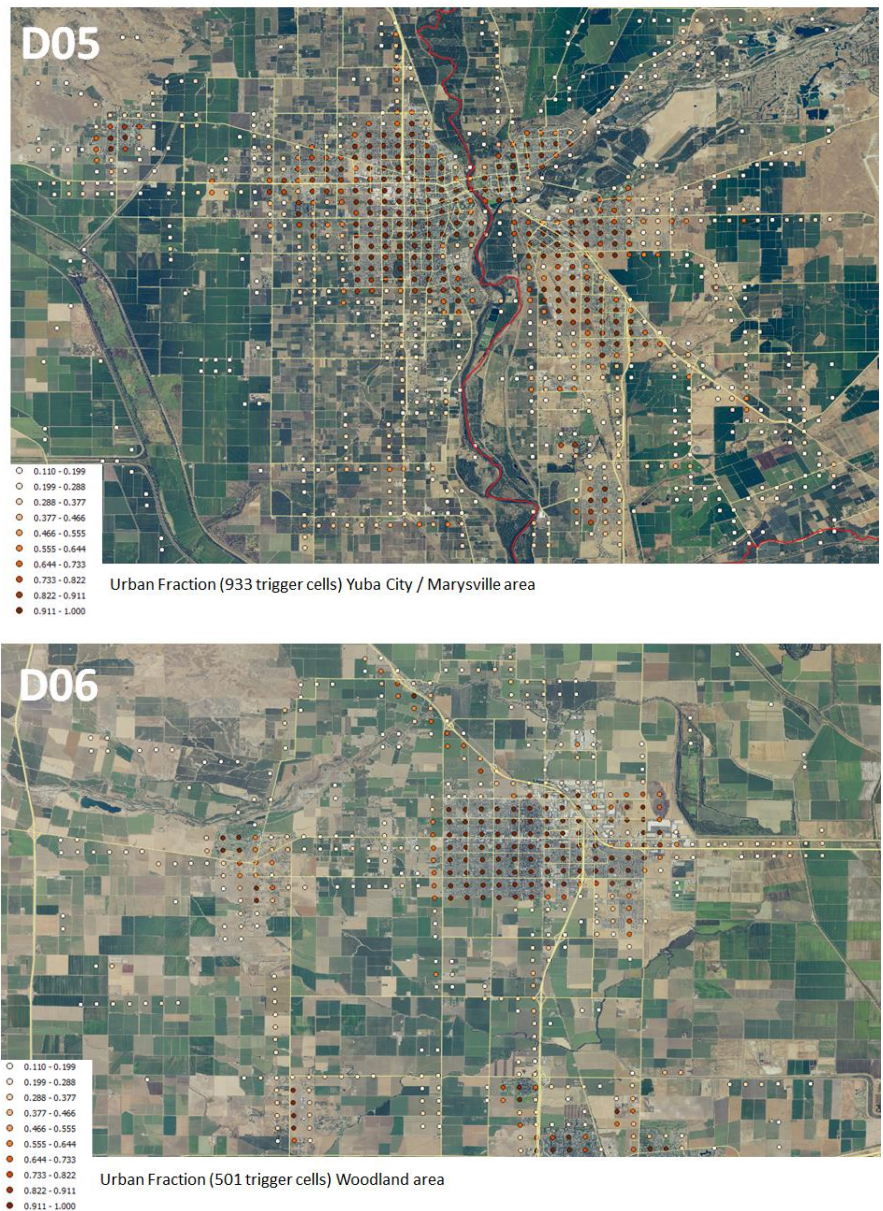 D05
0.110 - 0.199
0.199 - 0.288
0.288 - 0.377
0.377 - 0.466
0.466 - 0.555
0.555 - 0.644
0.644 - 0.733
0.733 - 0.822
0.822 - 0.911
0.911 - 1.000
Urban Fraction (933 trigger cells) Yuba City / Marysville area
D06
0.110 - 0.199
0.199 - 0.288
0.288 - 0.377
0.377 - 0.466
0.466 - 0.555
0.555 - 0.644
0.644 - 0.733
0.733 - 0.822
0.822 - 0.911
0.911 - 1.000
Urban Fraction (501 trigger cells) Woodland area